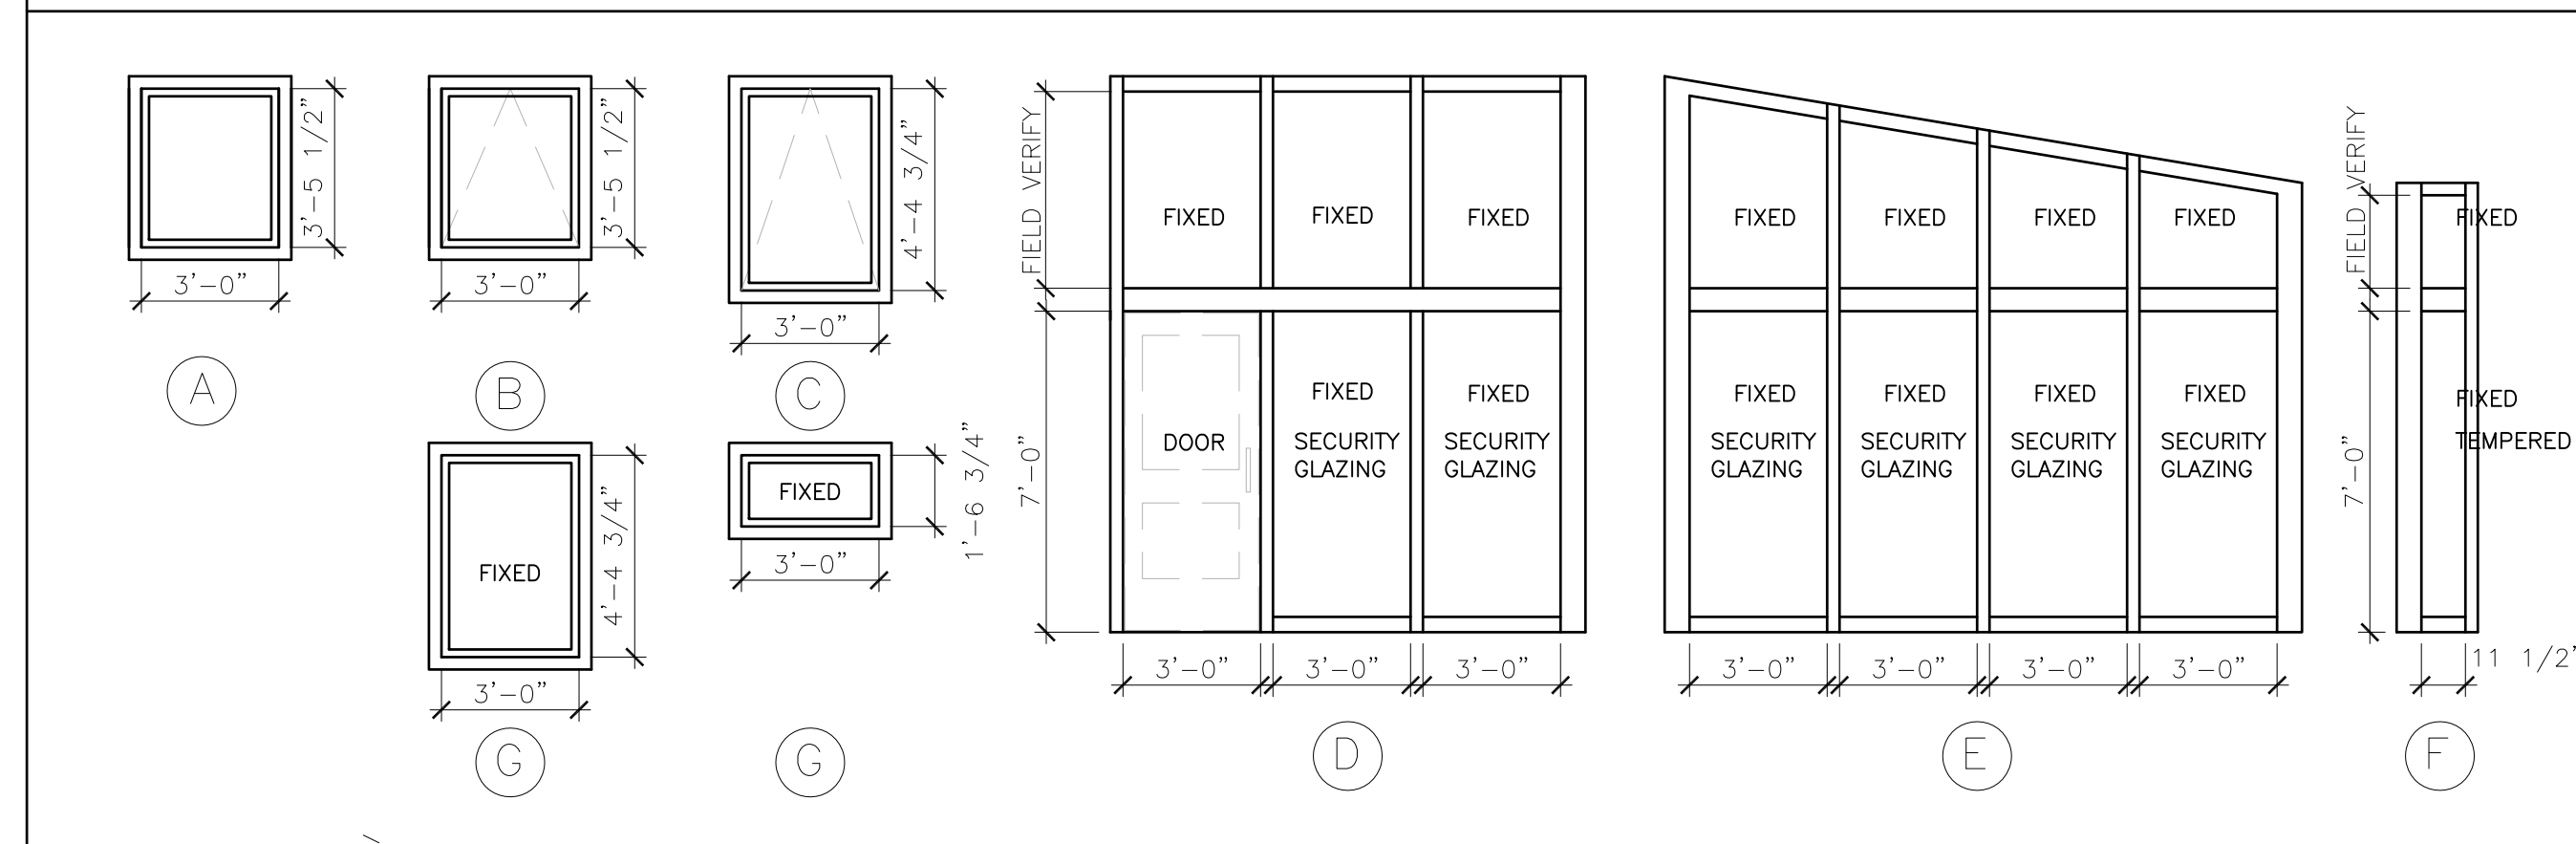 3'-5 1/2"
3'-0"
A
3'-5 1/2"
3'-0"
B
4'-4 3/4"
3'-0"
C
FIXED
4'-4 3/4"
3'-0"
G
FIXED
1'-6 3/4"
3'-0"
G
FIELD VERIFY
7'-0"
FIXED
FIXED
FIXED
DOOR
FIXED
SECURITY
GLAZING
FIXED
SECURITY
GLAZING
3'-0"
3'-0"
3'-0"
D
FIXED
FIXED
FIXED
FIXED
FIXED
SECURITY
GLAZING
FIXED
SECURITY
GLAZING
FIXED
SECURITY
GLAZING
FIXED
SECURITY
GLAZING
3'-0"
3'-0"
3'-0"
3'-0"
E
FIELD VERIFY
7'-0"
FIXED
FIXED
TEMPERED
11 1/2"
F